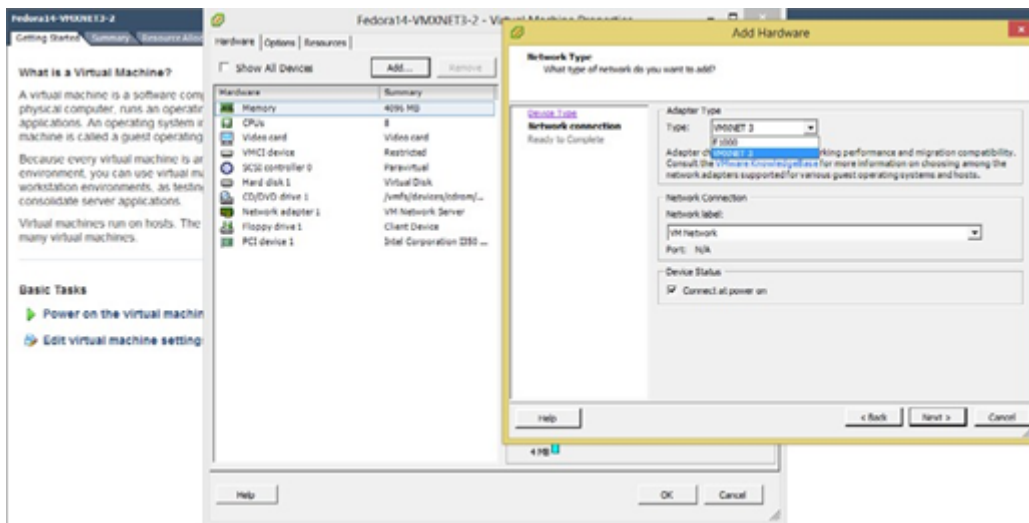 Fedora14-VMXNET3-2
Getting Started Summary Resource Alloc
What is a Virtual Machine?
A virtual machine is a software com
physical computer, runs an operatin
applications. An operating system
machine is called a guest operating
Because every virtual machine is an
environment, you can use virtual ma
workstation environments, as testin
consolidate server applications.
Virtual machines run on hosts. The
many virtual machines.
Basic Tasks
Power on the virtual machin
Edit virtual machine setting
Fedora14-VMXNET3-2 - Virtual Machine Properties
Hardware Options Resources
Show All Devices Add... Remove
Hardware Summary
Memory 4096 MB
CPUs 8
Video card Video card
VMCI device Restricted
SCSI controller 0 Paravirtual
Hard disk 1 Virtual Disk
CD/DVD drive 1 /vmfs/devices/cdrom/...
Network adapter 1 VM Network Server
Floppy drive 1 Client Device
PCI device 1 Intel Corporation I350 ...
4 MB
Help OK Cancel
Add Hardware
Network Type
What type of network do you want to add?
Device Type
Network connection
Ready to Complete
Adapter Type
Type: VMXNET 3
E1000
VMXNET 3
Adapter ch rking performance and migration compatibility.
Consult the VMware KnowledgeBase for more information on choosing among the
network adapters supported for various guest operating systems and hosts.
Network Connection
Network label:
VM Network
Port: N/A
Device Status
Connect at power on
Help < Back Next > Cancel